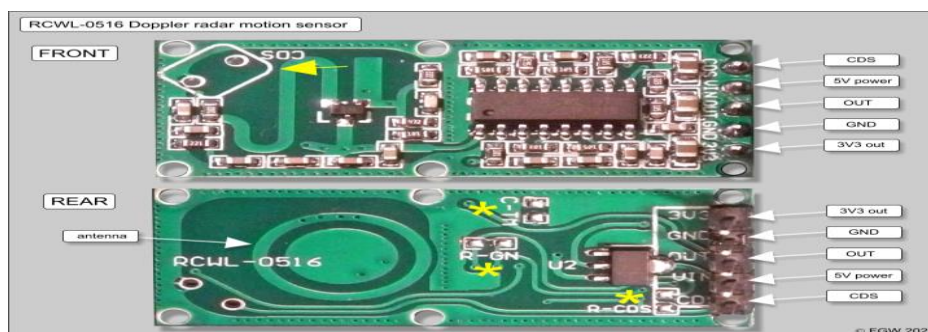 RCWL-0516 Doppler radar motion sensor
FRONT
CDS
CDS
5V power
OUT
GND
3V3 out
REAR
antenna
RCWL-0516
C-TM
R-GN
U2
R-CDS
3V3
GND
OUT
VIN
CDS
3V3 out
GND
OUT
5V power
CDS